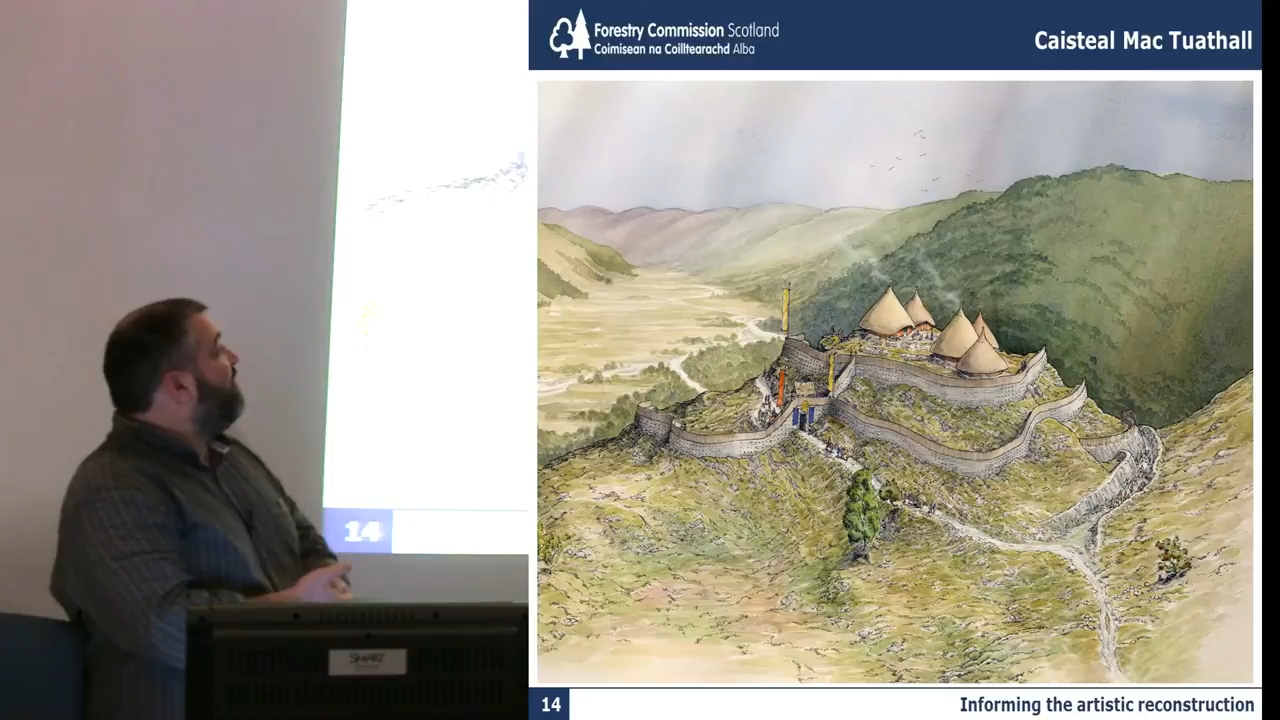 Forestry Commission Scotland
Coimisean na Coilltearachd Alba
Caisteal Mac Tuathall
14
SMART
14
Informing the artistic reconstruction